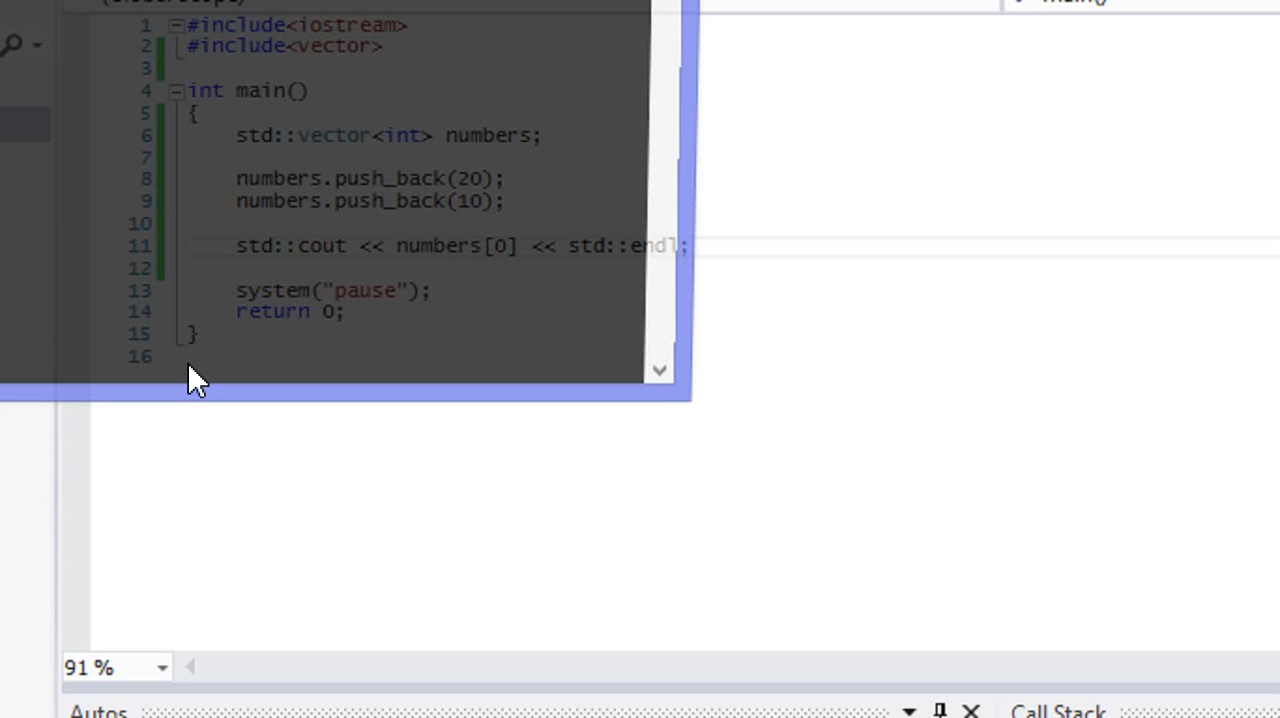 main()
1 #include<iostream>
2 #include<vector>
3
4 int main()
5 {
6 std::vector<int> numbers;
7
8 numbers.push_back(20);
9 numbers.push_back(10);
10
11 std::cout << numbers[0] << std::endl;
12
13 system("pause");
14 return 0;
15 }
16
91 %
Autos
Call Stack